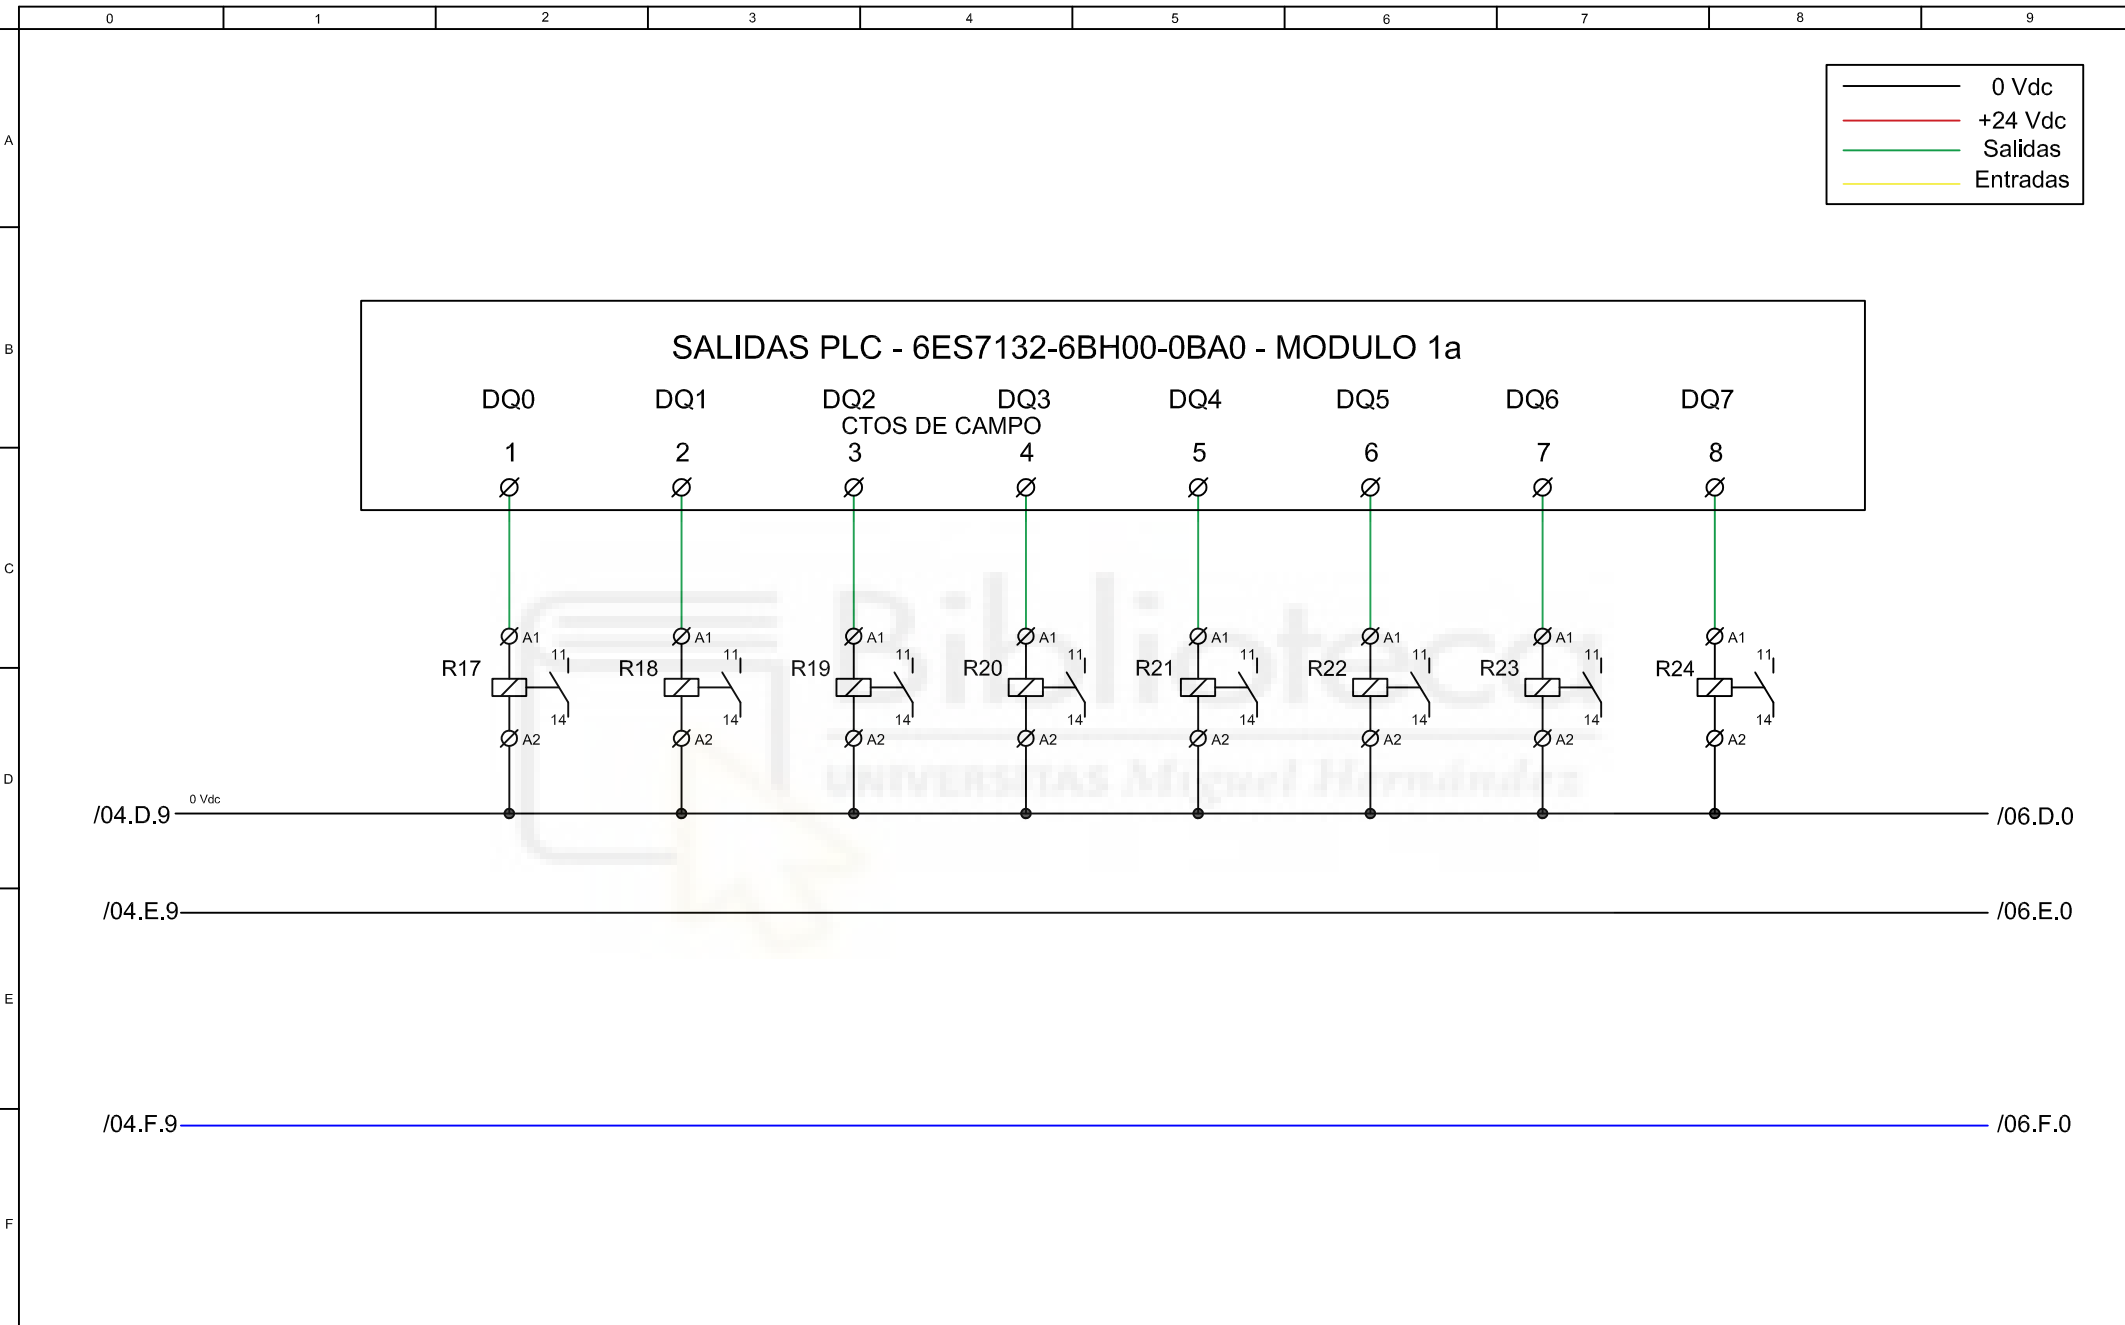 0 1 2 3 4 5 6 7 8 9
0 Vdc
+24 Vdc
Salidas
Entradas
A
B
C
D
E
F
SALIDAS PLC - 6ES7132-6BH00-0BA0 - MODULO 1a
DQ0 DQ1 DQ2 DQ3 DQ4 DQ5 DQ6 DQ7
CTOS DE CAMPO
1 2 3 4 5 6 7 8
A1 A1 A1 A1 A1 A1 A1 A1
11 11 11 11 11 11 11 11
R17 R18 R19 R20 R21 R22 R23 R24
14 14 14 14 14 14 14 14
A2 A2 A2 A2 A2 A2 A2 A2
Biblioteca
UNIVERSITAS Miguel Hernández
0 Vdc
/04.D.9 /06.D.0
/04.E.9 /06.E.0
/04.F.9 /06.F.0